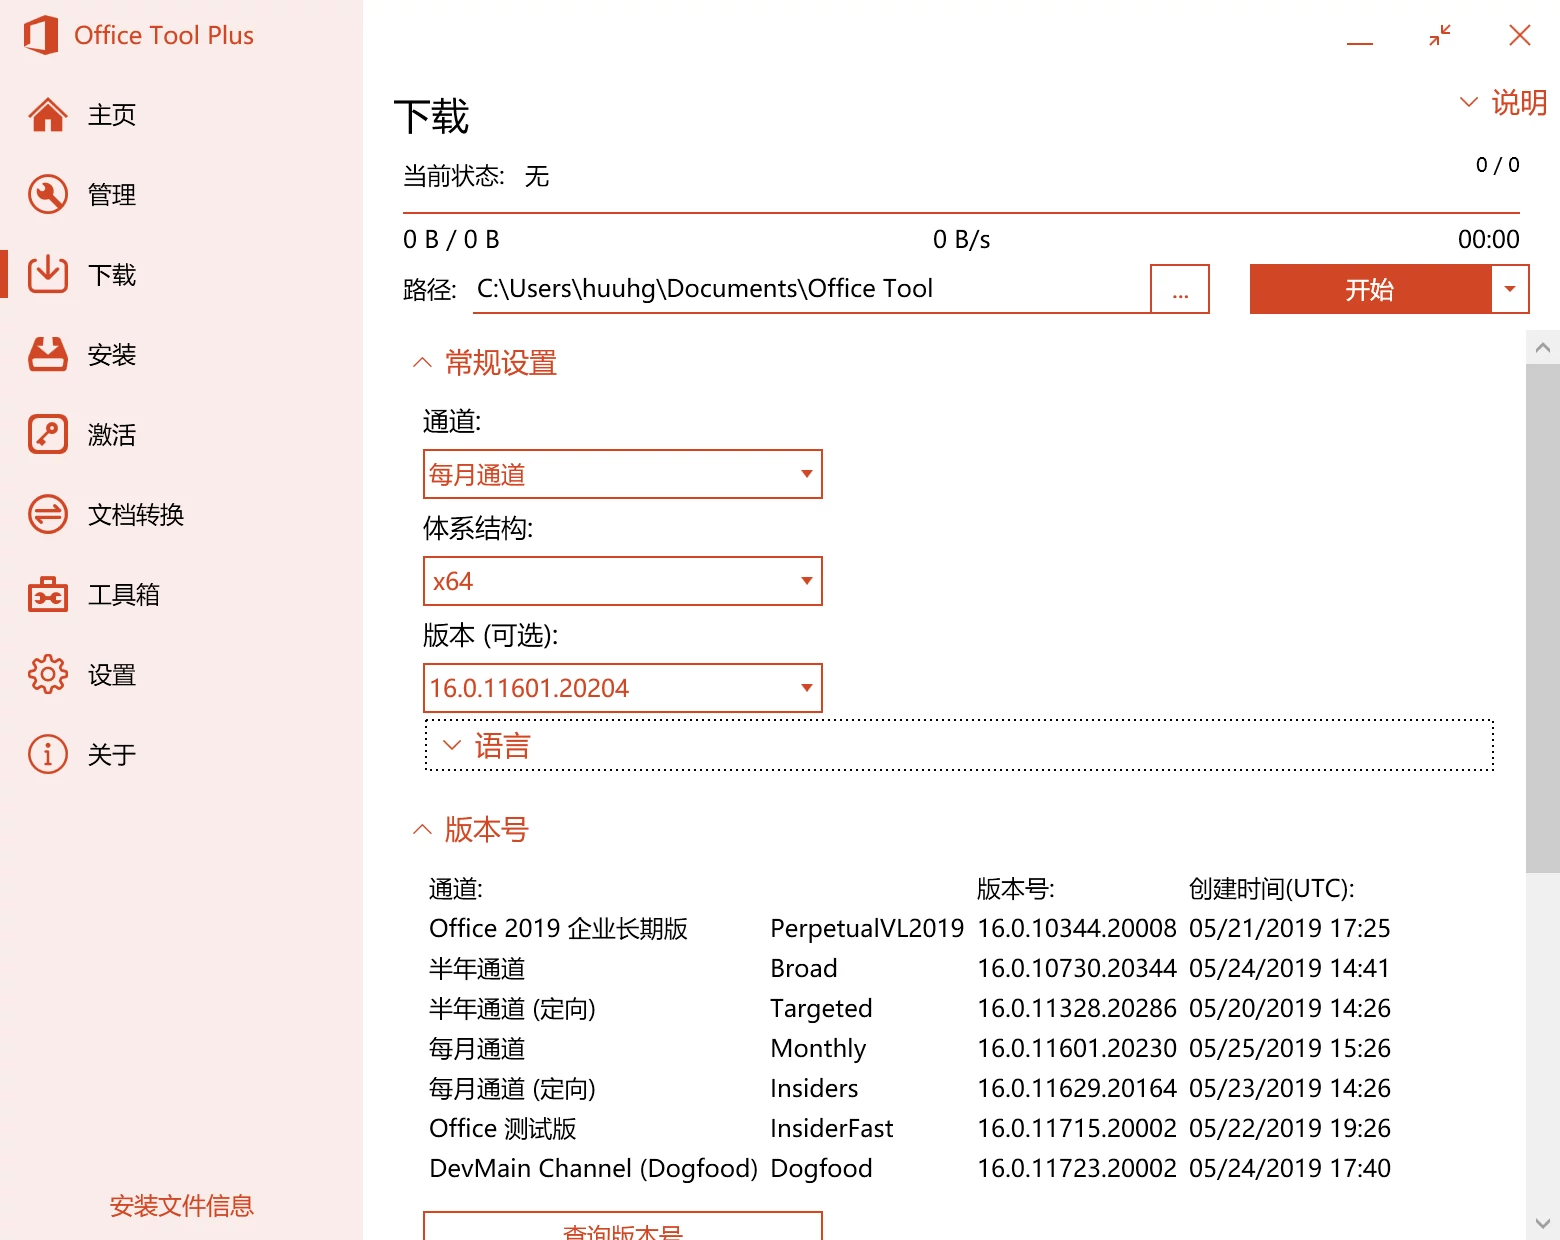 Office Tool Plus
主页
管理
下载
安装
激活
文档转换
工具箱
设置
关于
安装文件信息
下载
说明
当前状态: 无
0 / 0
0 B / 0 B 0 B/s 00:00
路径: C:\Users\huuhg\Documents\Office Tool ... 开始
常规设置
通道:
每月通道
体系结构:
x64
版本 (可选):
16.0.11601.20204
语言
版本号
通道: 版本号: 创建时间(UTC):
Office 2019 企业长期版 PerpetualVL2019 16.0.10344.20008 05/21/2019 17:25
半年通道 Broad 16.0.10730.20344 05/24/2019 14:41
半年通道 (定向) Targeted 16.0.11328.20286 05/20/2019 14:26
每月通道 Monthly 16.0.11601.20230 05/25/2019 15:26
每月通道 (定向) Insiders 16.0.11629.20164 05/23/2019 14:26
Office 测试版 InsiderFast 16.0.11715.20002 05/22/2019 19:26
DevMain Channel (Dogfood) Dogfood 16.0.11723.20002 05/24/2019 17:40
查询版本号